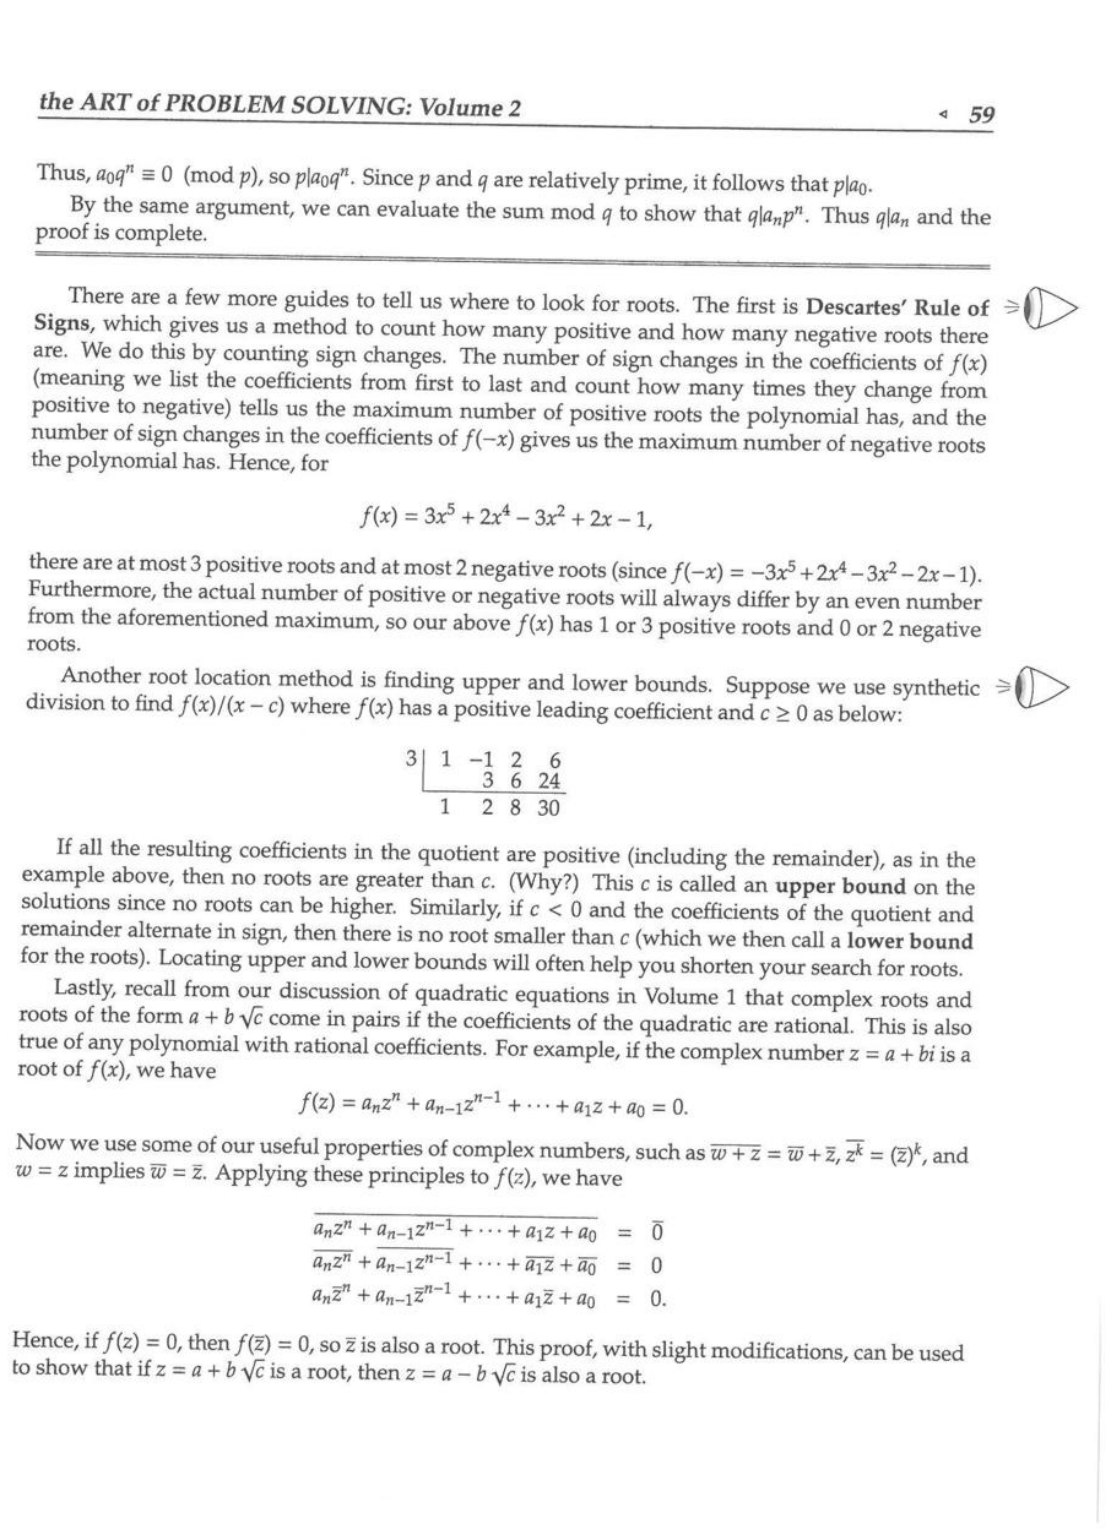 the ART of PROBLEM SOLVING: Volume 2 ◁ 59
Thus, a₀qⁿ ≡ 0 (mod p), so p|a₀qⁿ. Since p and q are relatively prime, it follows that p|a₀.
By the same argument, we can evaluate the sum mod q to show that q|aₙpⁿ. Thus q|aₙ and the
proof is complete.
There are a few more guides to tell us where to look for roots. The first is Descartes' Rule of
Signs, which gives us a method to count how many positive and how many negative roots there
are. We do this by counting sign changes. The number of sign changes in the coefficients of f(x)
(meaning we list the coefficients from first to last and count how many times they change from
positive to negative) tells us the maximum number of positive roots the polynomial has, and the
number of sign changes in the coefficients of f(−x) gives us the maximum number of negative roots
the polynomial has. Hence, for
f(x) = 3x⁵ + 2x⁴ − 3x² + 2x − 1,
there are at most 3 positive roots and at most 2 negative roots (since f(−x) = −3x⁵ + 2x⁴ − 3x² − 2x − 1).
Furthermore, the actual number of positive or negative roots will always differ by an even number
from the aforementioned maximum, so our above f(x) has 1 or 3 positive roots and 0 or 2 negative
roots.
Another root location method is finding upper and lower bounds. Suppose we use synthetic
division to find f(x)/(x − c) where f(x) has a positive leading coefficient and c ≥ 0 as below:
3| 1 −1 2 6
3 6 24
1 2 8 30
If all the resulting coefficients in the quotient are positive (including the remainder), as in the
example above, then no roots are greater than c. (Why?) This c is called an upper bound on the
solutions since no roots can be higher. Similarly, if c < 0 and the coefficients of the quotient and
remainder alternate in sign, then there is no root smaller than c (which we then call a lower bound
for the roots). Locating upper and lower bounds will often help you shorten your search for roots.
Lastly, recall from our discussion of quadratic equations in Volume 1 that complex roots and
roots of the form a + b√c come in pairs if the coefficients of the quadratic are rational. This is also
true of any polynomial with rational coefficients. For example, if the complex number z = a + bi is a
root of f(x), we have
f(z) = aₙzⁿ + aₙ₋₁zⁿ⁻¹ + ⋯ + a₁z + a₀ = 0.
Now we use some of our useful properties of complex numbers, such as w̅ ̅+̅ ̅z̅ = w̅ + z̅, z̅ᵏ̅ = (z̅)ᵏ, and
w = z implies w̅ = z̅. Applying these principles to f(z), we have
a̅ₙ̅z̅ⁿ̅ ̅+̅ ̅a̅ₙ̅₋̅₁̅z̅ⁿ̅⁻̅¹̅ ̅+̅ ̅⋯̅ ̅+̅ ̅a̅₁̅z̅ ̅+̅ ̅a̅₀̅ = 0̅
a̅ₙ̅z̅ⁿ̅ + a̅ₙ̅₋̅₁̅z̅ⁿ̅⁻̅¹̅ + ⋯ + a̅₁̅z̅ + a̅₀̅ = 0
aₙz̅ⁿ + aₙ₋₁z̅ⁿ⁻¹ + ⋯ + a₁z̅ + a₀ = 0.
Hence, if f(z) = 0, then f(z̅) = 0, so z̅ is also a root. This proof, with slight modifications, can be used
to show that if z = a + b√c is a root, then z = a − b√c is also a root.